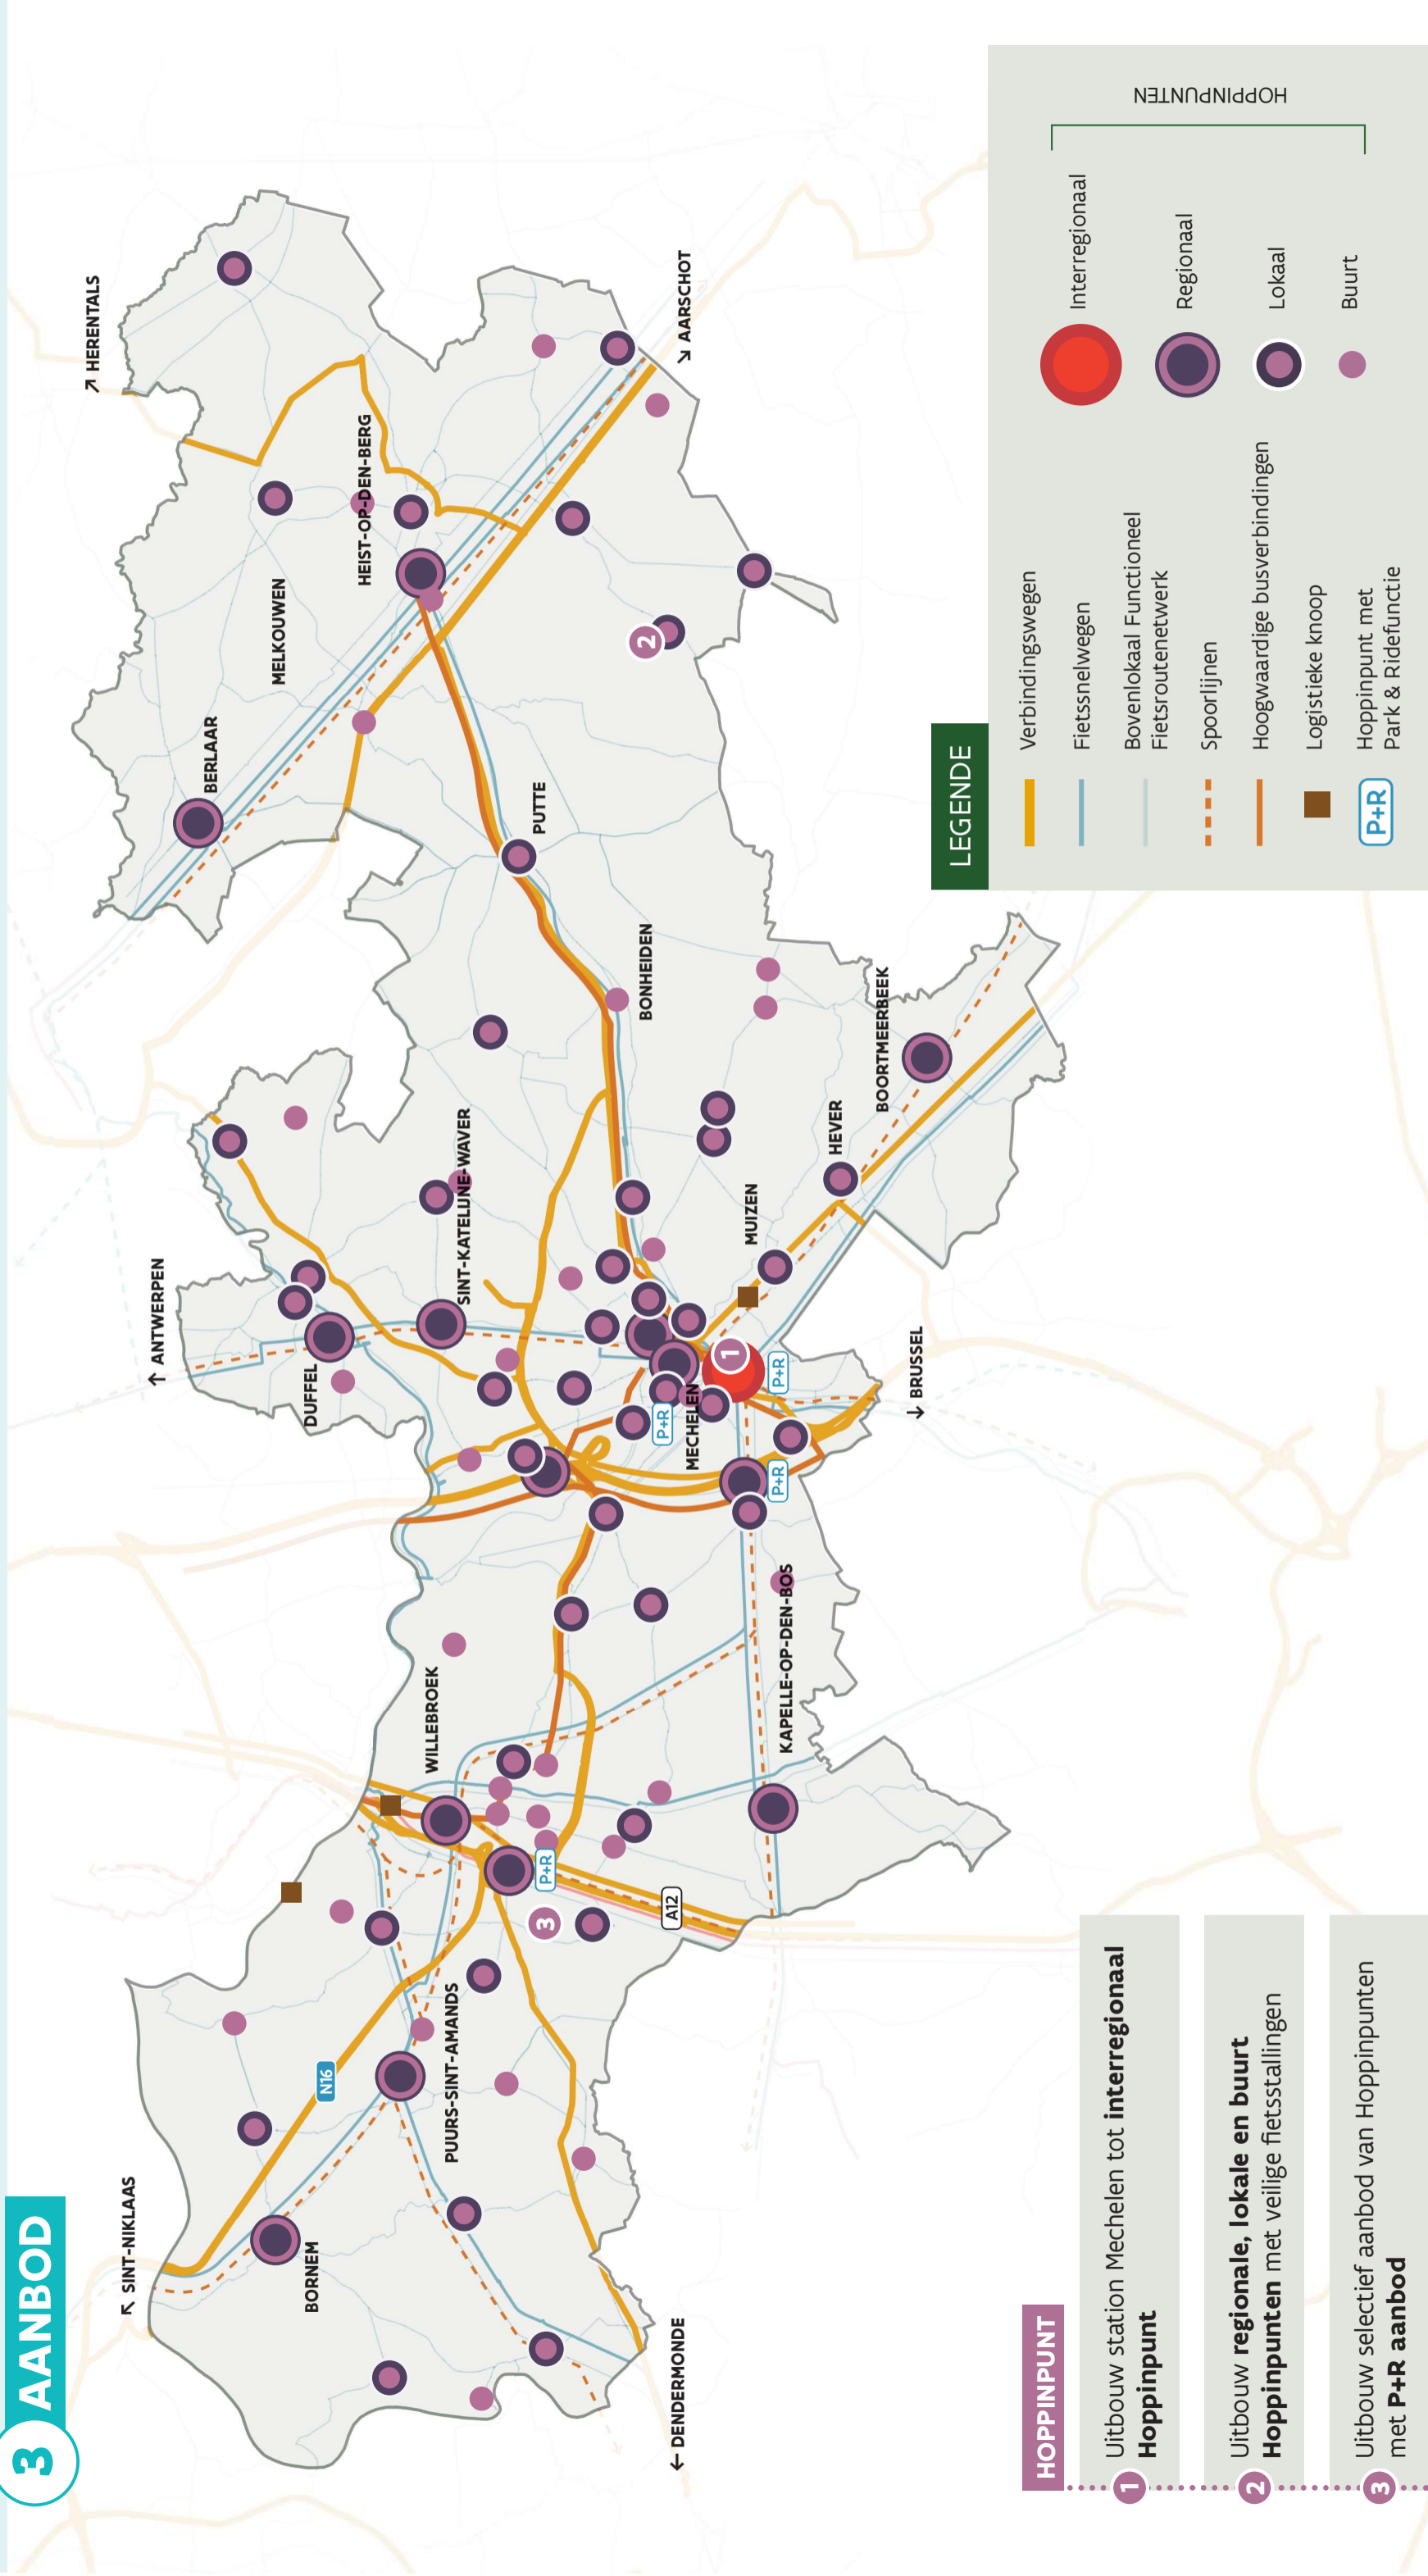 3 AANBOD
↖ SINT-NIKLAAS
↑ ANTWERPEN
↗ HERENTALS
BERLAAR
MELKOUWEN
HEIST-OP-DEN-BERG
N16
BORNEM
DUFFEL
PUURS-SINT-AMANDS
WILLEBROEK
SINT-KATELIJNE-WAVER
PUTTE
3
P+R
BONHEIDEN
2
A12
P+R
MECHELEN
1
MUIZEN
↘ AARSCHOT
← DENDERMONDE
KAPELLE-OP-DEN-BOS
P+R
P+R
HEVER
BOORTMEERBEEK
↓ BRUSSEL
HOPPINPUNT
1 Uitbouw station Mechelen tot interregionaal
Hoppinpunt
2 Uitbouw regionale, lokale en buurt
Hoppinpunten met veilige fietsstallingen
3 Uitbouw selectief aanbod van Hoppinpunten
met P+R aanbod
LEGENDE
Verbindingswegen
Fietssnelwegen
Bovenlokaal Functioneel
Fietsroutenetwerk
Spoorlijnen
Hoogwaardige busverbindingen
Logistieke knoop
P+R
Hoppinpunt met
Park & Ridefunctie
Interregionaal
Regionaal
Lokaal
Buurt
HOPPINPUNTEN